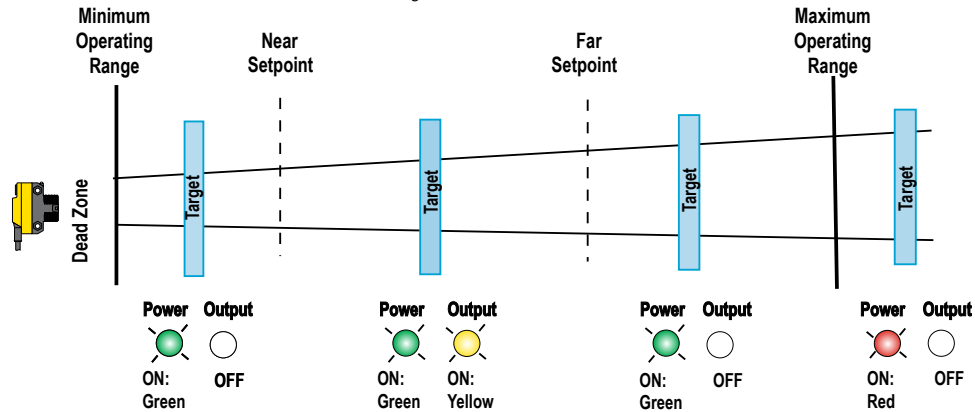 Minimum
Operating
Range
Near
Setpoint
Far
Setpoint
Maximum
Operating
Range
Dead Zone
Target
Target
Target
Target
Power Output
ON:
Green
OFF
Power Output
ON:
Green
ON:
Yellow
Power Output
ON:
Green
OFF
Power Output
ON:
Red
OFF